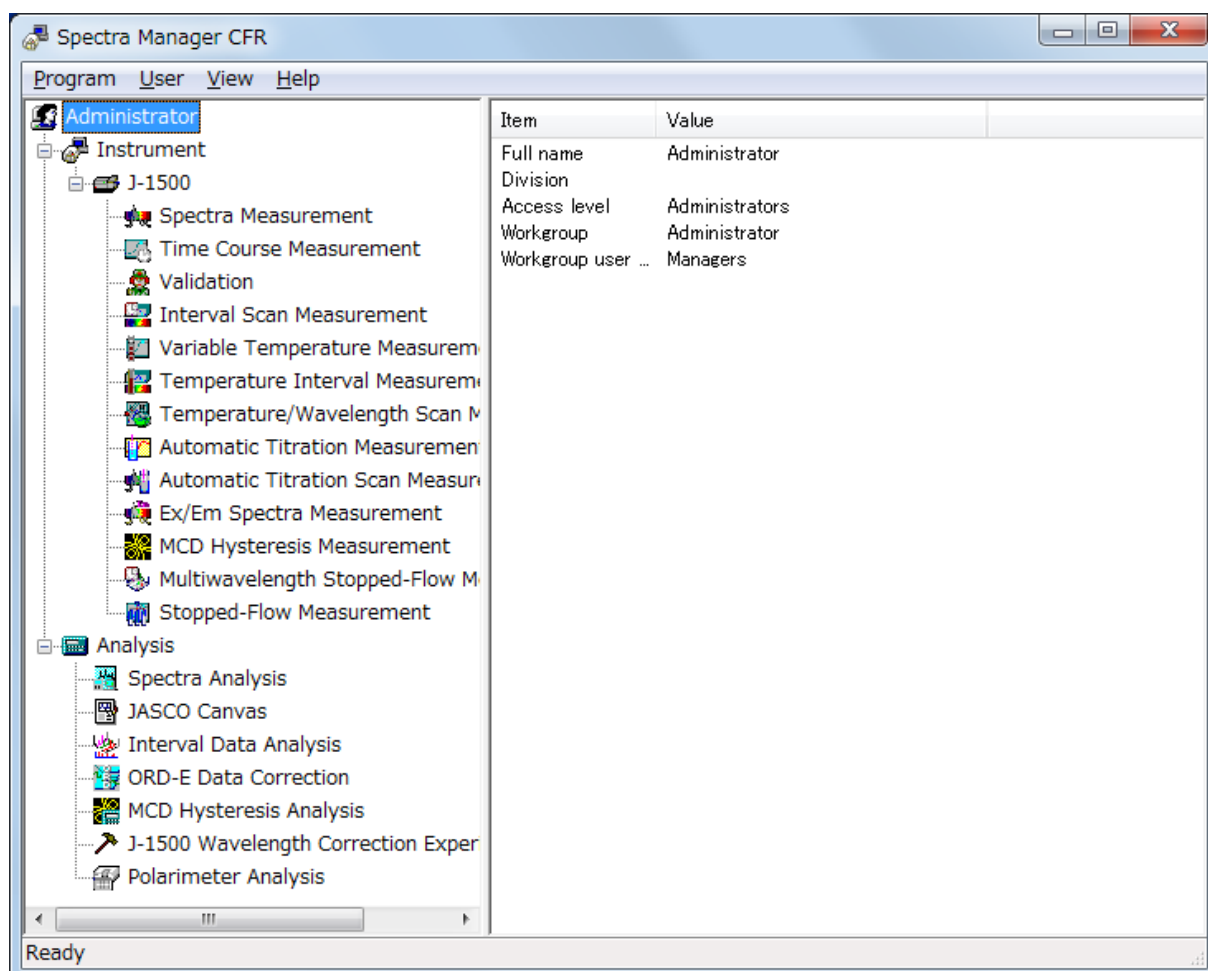 Spectra Manager CFR
Program User View Help
Administrator
Instrument
J-1500
Spectra Measurement
Time Course Measurement
Validation
Interval Scan Measurement
Variable Temperature Measurem
Temperature Interval Measureme
Temperature/Wavelength Scan M
Automatic Titration Measurement
Automatic Titration Scan Measure
Ex/Em Spectra Measurement
MCD Hysteresis Measurement
Multiwavelength Stopped-Flow M
Stopped-Flow Measurement
Analysis
Spectra Analysis
JASCO Canvas
Interval Data Analysis
ORD-E Data Correction
MCD Hysteresis Analysis
J-1500 Wavelength Correction Exper
Polarimeter Analysis
Item Value
Full name Administrator
Division
Access level Administrators
Workgroup Administrator
Workgroup user ... Managers
Ready